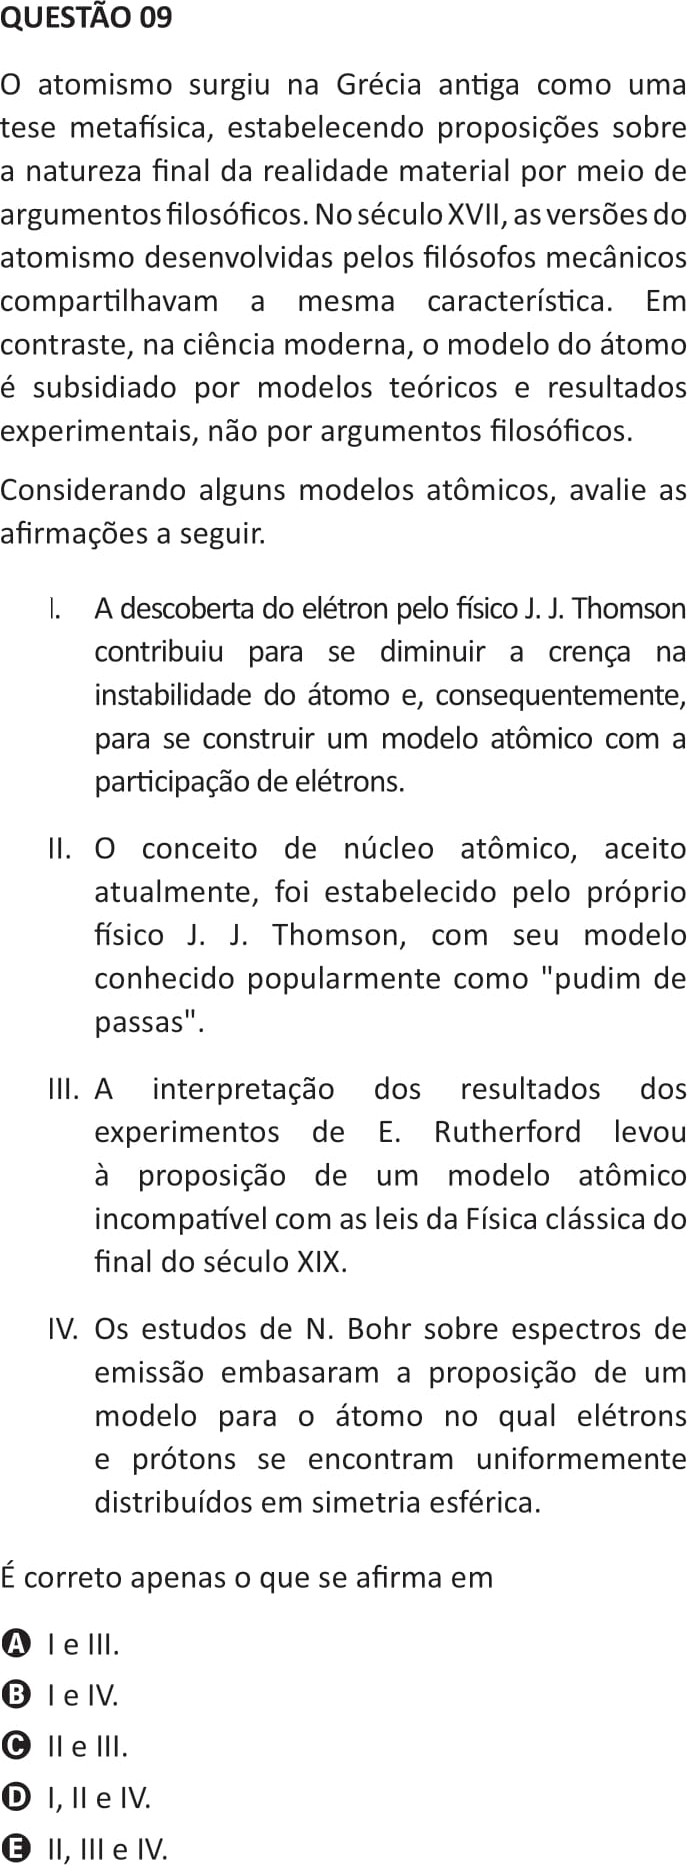 QUESTÃO 09
O atomismo surgiu na Grécia antiga como uma
tese metafísica, estabelecendo proposições sobre
a natureza final da realidade material por meio de
argumentos filosóficos. No século XVII, as versões do
atomismo desenvolvidas pelos filósofos mecânicos
compartilhavam a mesma característica. Em
contraste, na ciência moderna, o modelo do átomo
é subsidiado por modelos teóricos e resultados
experimentais, não por argumentos filosóficos.
Considerando alguns modelos atômicos, avalie as
afirmações a seguir.
I. A descoberta do elétron pelo físico J. J. Thomson
contribuiu para se diminuir a crença na
instabilidade do átomo e, consequentemente,
para se construir um modelo atômico com a
participação de elétrons.
II. O conceito de núcleo atômico, aceito
atualmente, foi estabelecido pelo próprio
físico J. J. Thomson, com seu modelo
conhecido popularmente como "pudim de
passas".
III. A interpretação dos resultados dos
experimentos de E. Rutherford levou
à proposição de um modelo atômico
incompatível com as leis da Física clássica do
final do século XIX.
IV. Os estudos de N. Bohr sobre espectros de
emissão embasaram a proposição de um
modelo para o átomo no qual elétrons
e prótons se encontram uniformemente
distribuídos em simetria esférica.
É correto apenas o que se afirma em
A I e III.
B I e IV.
C II e III.
D I, II e IV.
E II, III e IV.